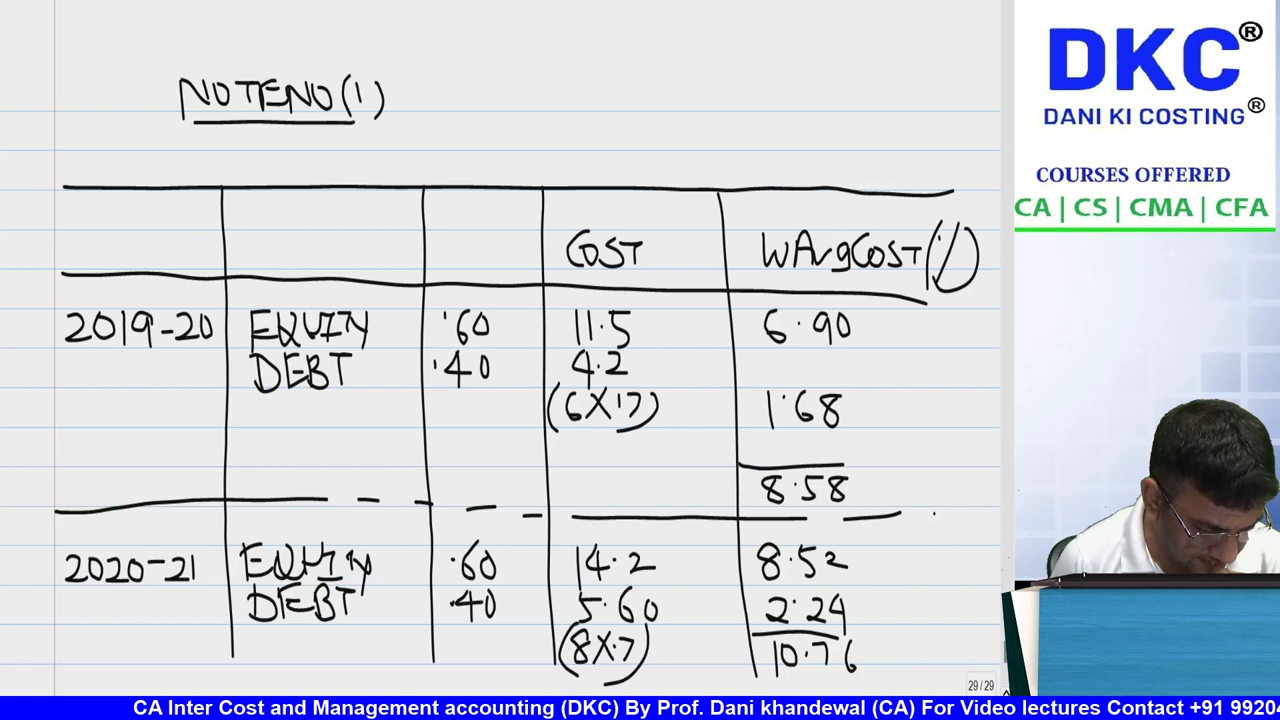 NOTENO(1)
COST WAvgCOST(%)
2019-20 EQUITY .60 11.5 6.90
DEBT .40 4.2
(6X.7) 1.68
8.58
2020-21 EQUITY .60 14.2 8.52
DEBT .40 5.60 2.24
(8X.7) 10.76
29/29
DKC®
DANI KI COSTING®
COURSES OFFERED
CA | CS | CMA | CFA
CA Inter Cost and Management accounting (DKC) By Prof. Dani khandewal (CA) For Video lectures Contact +91 9920